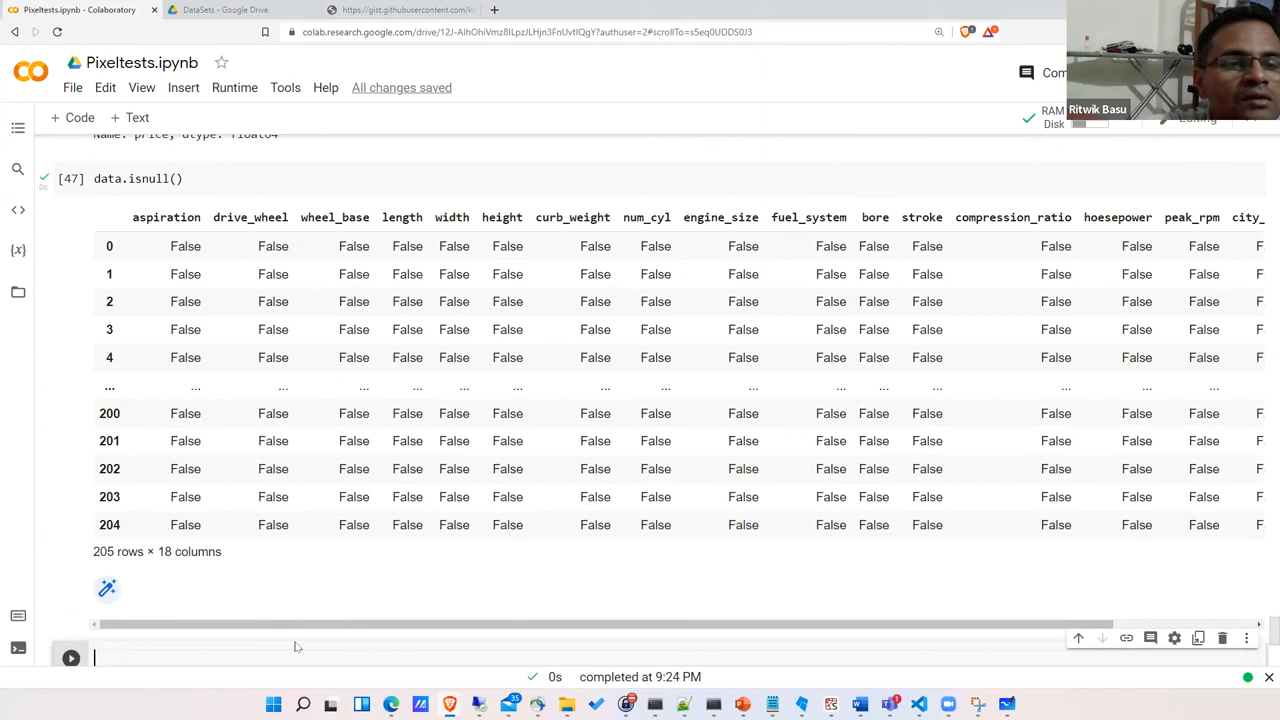 Pixeltests.ipynb - Colaboratory
DataSets - Google Drive
https://gist.githubusercontent.com/k
colab.research.google.com/drive/12J-AIhOhiVmz8ILpzJLHjn3FnUvtIQgY?authuser=2#scrollTo=s5eq0UDDS0J3
Pixeltests.ipynb
Com
File Edit View Insert Runtime Tools Help All changes saved
Ritwik Basu
+ Code + Text
RAM
Disk
Editing
Name: price, dtype: float64
[47] data.isnull()
0s
aspiration drive_wheel wheel_base length width height curb_weight num_cyl engine_size fuel_system bore stroke compression_ratio hoesepower peak_rpm city_
0 False False False False False False False False False False False False False False False F
1 False False False False False False False False False False False False False False False F
2 False False False False False False False False False False False False False False False F
3 False False False False False False False False False False False False False False False F
4 False False False False False False False False False False False False False False False F
... ... ... ... ... ... ... ... ... ... ... ... ... ... ... ...
200 False False False False False False False False False False False False False False False F
201 False False False False False False False False False False False False False False False F
202 False False False False False False False False False False False False False False False F
203 False False False False False False False False False False False False False False False F
204 False False False False False False False False False False False False False False False F
205 rows × 18 columns
0s completed at 9:24 PM
35